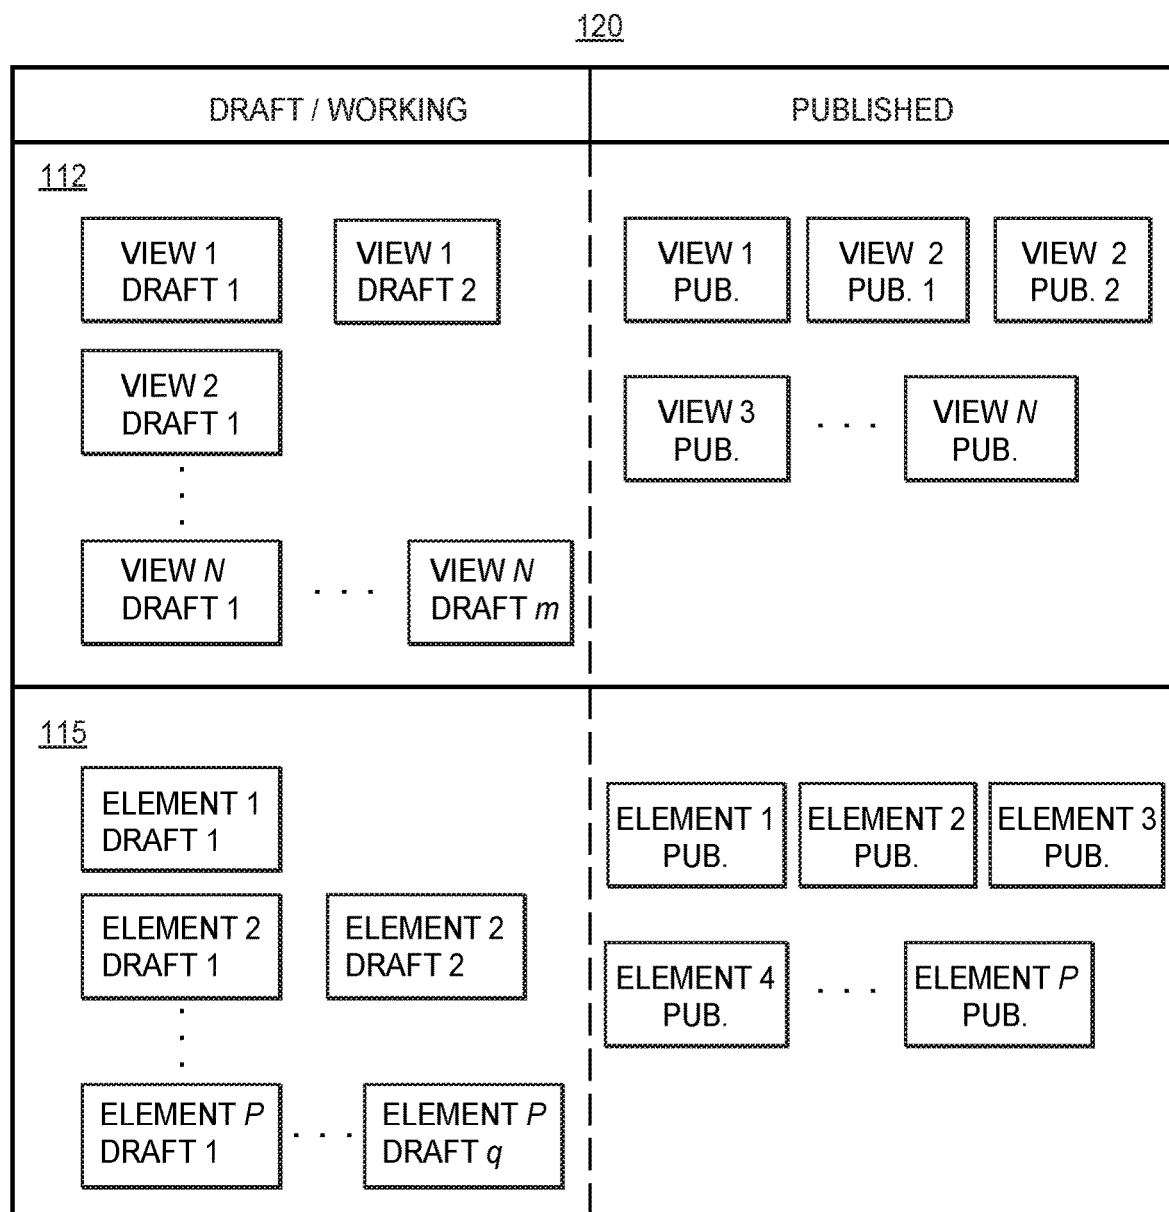 120
DRAFT / WORKING
PUBLISHED
112
VIEW 1
DRAFT 1
VIEW 1
DRAFT 2
VIEW 2
DRAFT 1
.
.
.
VIEW N
DRAFT 1
. . .
VIEW N
DRAFT m
VIEW 1
PUB.
VIEW 2
PUB. 1
VIEW 2
PUB. 2
VIEW 3
PUB.
. . .
VIEW N
PUB.
115
ELEMENT 1
DRAFT 1
ELEMENT 2
DRAFT 1
ELEMENT 2
DRAFT 2
.
.
.
ELEMENT P
DRAFT 1
. . .
ELEMENT P
DRAFT q
ELEMENT 1
PUB.
ELEMENT 2
PUB.
ELEMENT 3
PUB.
ELEMENT 4
PUB.
. . .
ELEMENT P
PUB.